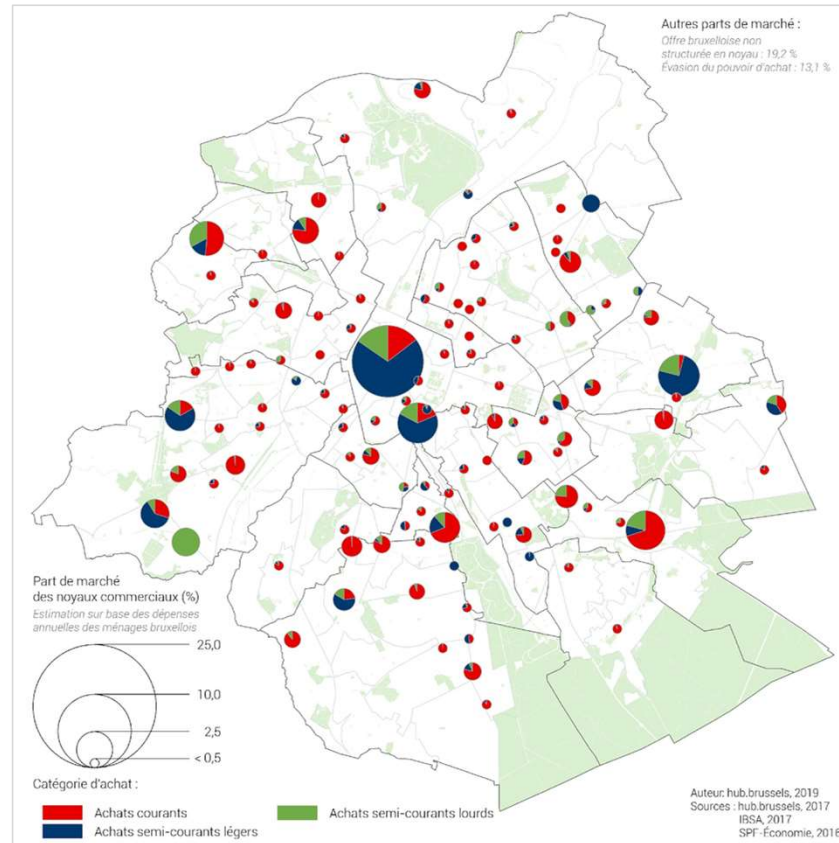 Autres parts de marché :
Offre bruxelloise non
structurée en noyau : 19,2 %
Évasion du pouvoir d'achat : 13,1 %
Part de marché
des noyaux commerciaux (%)
Estimation sur base des dépenses
annuelles des ménages bruxellois
25,0
10,0
2,5
< 0,5
Catégorie d'achat :
Achats courants
Achats semi-courants légers
Achats semi-courants lourds
Auteur: hub.brussels, 2019
Sources : hub.brussels, 2017
IBSA, 2017
SPF-Économie, 2016